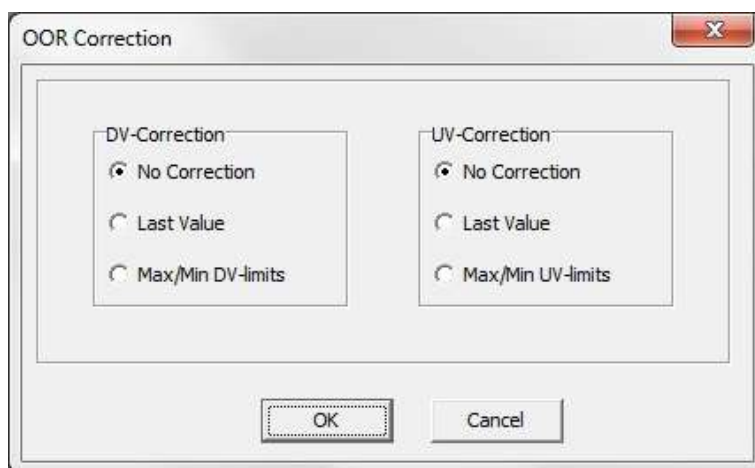 OOR Correction
DV-Correction
No Correction
Last Value
Max/Min DV-limits
UV-Correction
No Correction
Last Value
Max/Min UV-limits
OK
Cancel